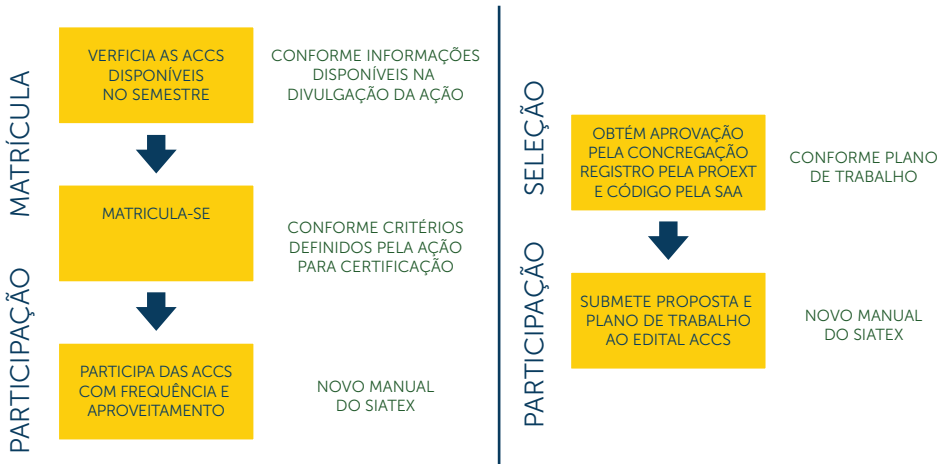 MATRÍCULA
VERFICIA AS ACCS
DISPONÍVEIS
NO SEMESTRE
CONFORME INFORMAÇÕES
DISPONÍVEIS NA
DIVULGAÇÃO DA AÇÃO
MATRICULA-SE
CONFORME CRITÉRIOS
DEFINIDOS PELA AÇÃO
PARA CERTIFICAÇÃO
PARTICIPAÇÃO
PARTICIPA DAS ACCS
COM FREQUÊNCIA E
APROVEITAMENTO
NOVO MANUAL
DO SIATEX
SELEÇÃO
OBTÉM APROVAÇÃO
PELA CONCREGAÇÃO
REGISTRO PELA PROEXT
E CÓDIGO PELA SAA
CONFORME PLANO
DE TRABALHO
PARTICIPAÇÃO
SUBMETE PROPOSTA E
PLANO DE TRABALHO
AO EDITAL ACCS
NOVO MANUAL
DO SIATEX